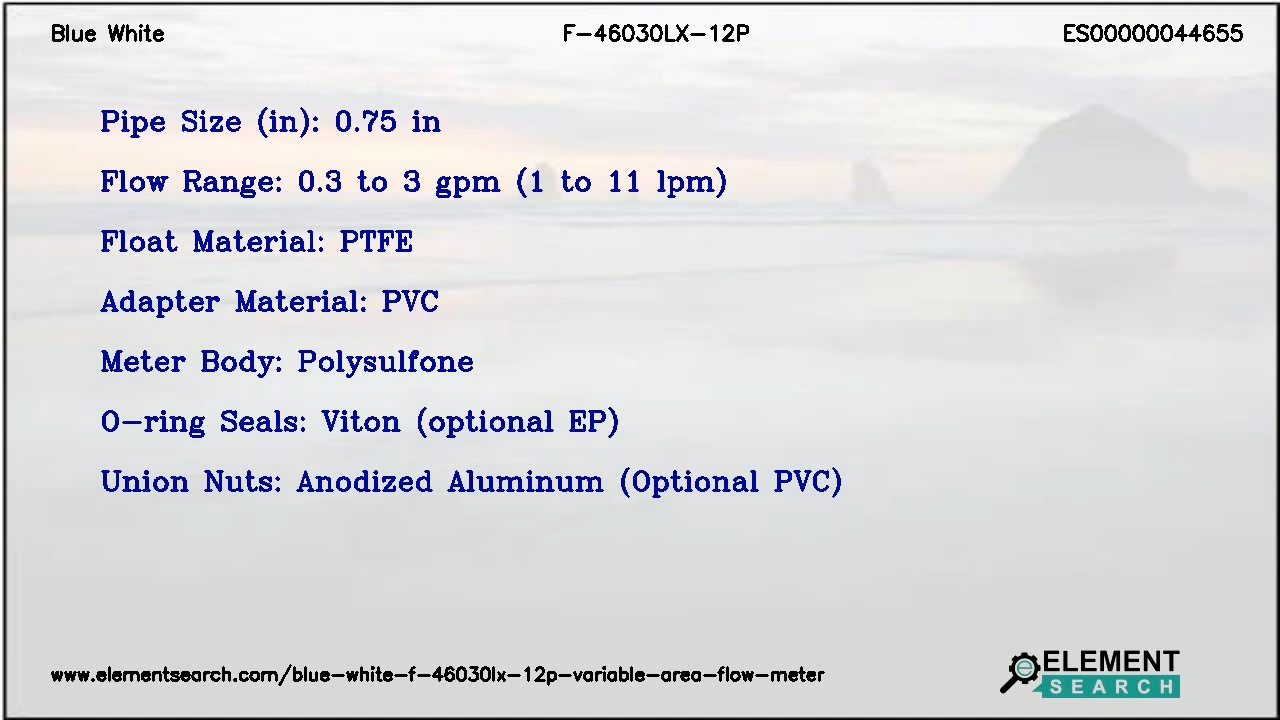 Blue White F-46030LX-12P ES00000044655
Pipe Size (in): 0.75 in
Flow Range: 0.3 to 3 gpm (1 to 11 lpm)
Float Material: PTFE
Adapter Material: PVC
Meter Body: Polysulfone
O-ring Seals: Viton (optional EP)
Union Nuts: Anodized Aluminum (Optional PVC)
www.elementsearch.com/blue-white-f-46030lx-12p-variable-area-flow-meter
e ELEMENT
SEARCH